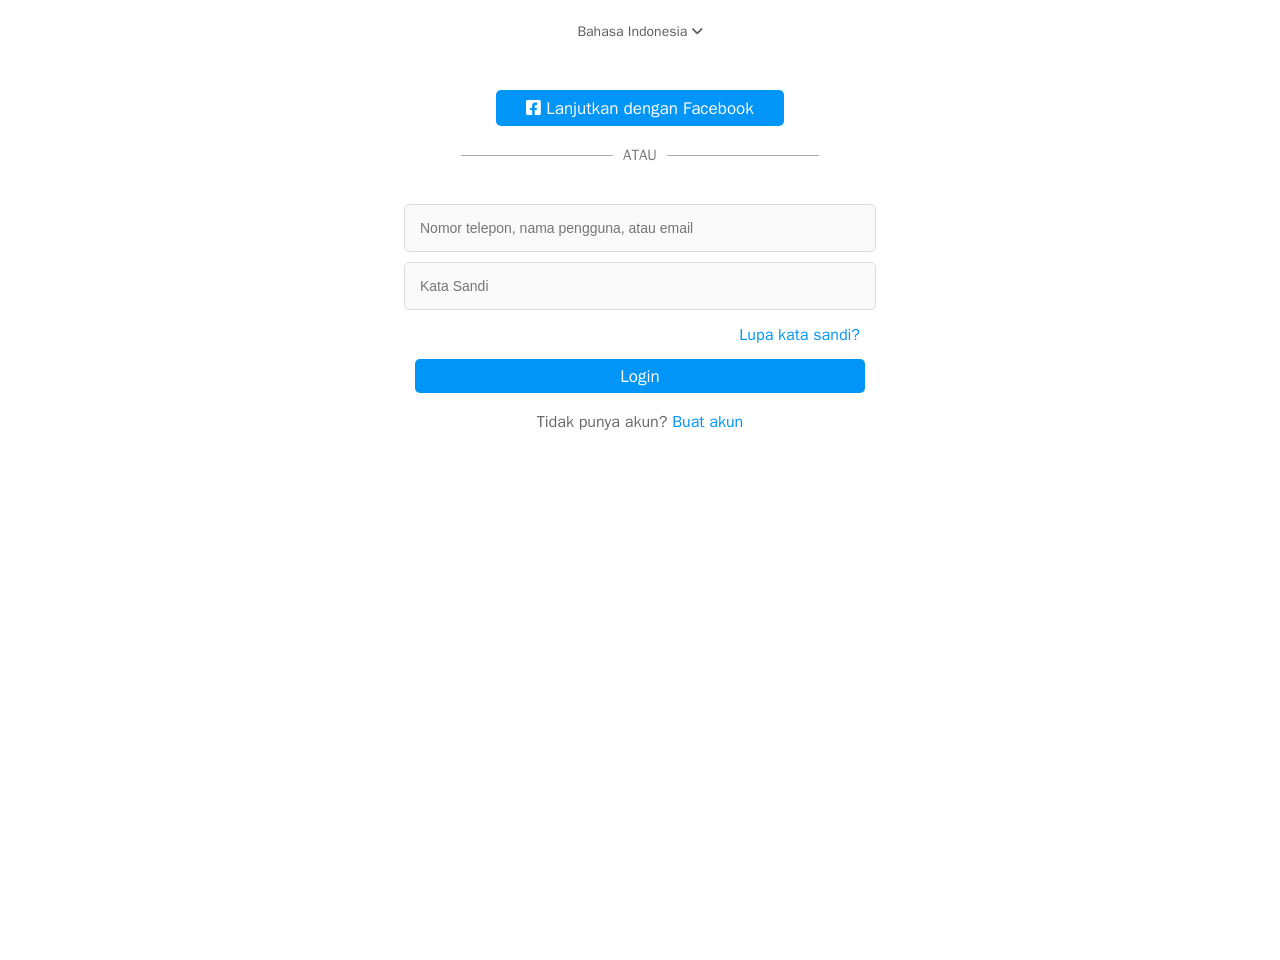 Bahasa Indonesia
Lanjutkan dengan Facebook
ATAU
Nomor telepon, nama pengguna, atau email
Kata Sandi
Lupa kata sandi?
Login
Tidak punya akun? Buat akun